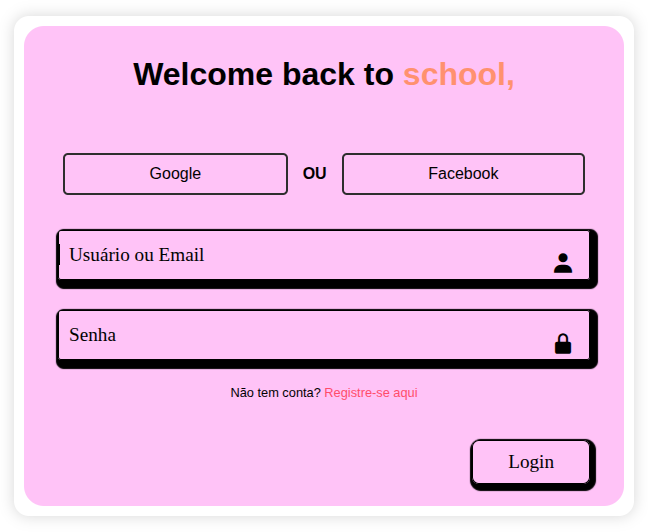 Welcome back to school,
Google OU Facebook
Usuário ou Email
Senha
Não tem conta? Registre-se aqui
Login